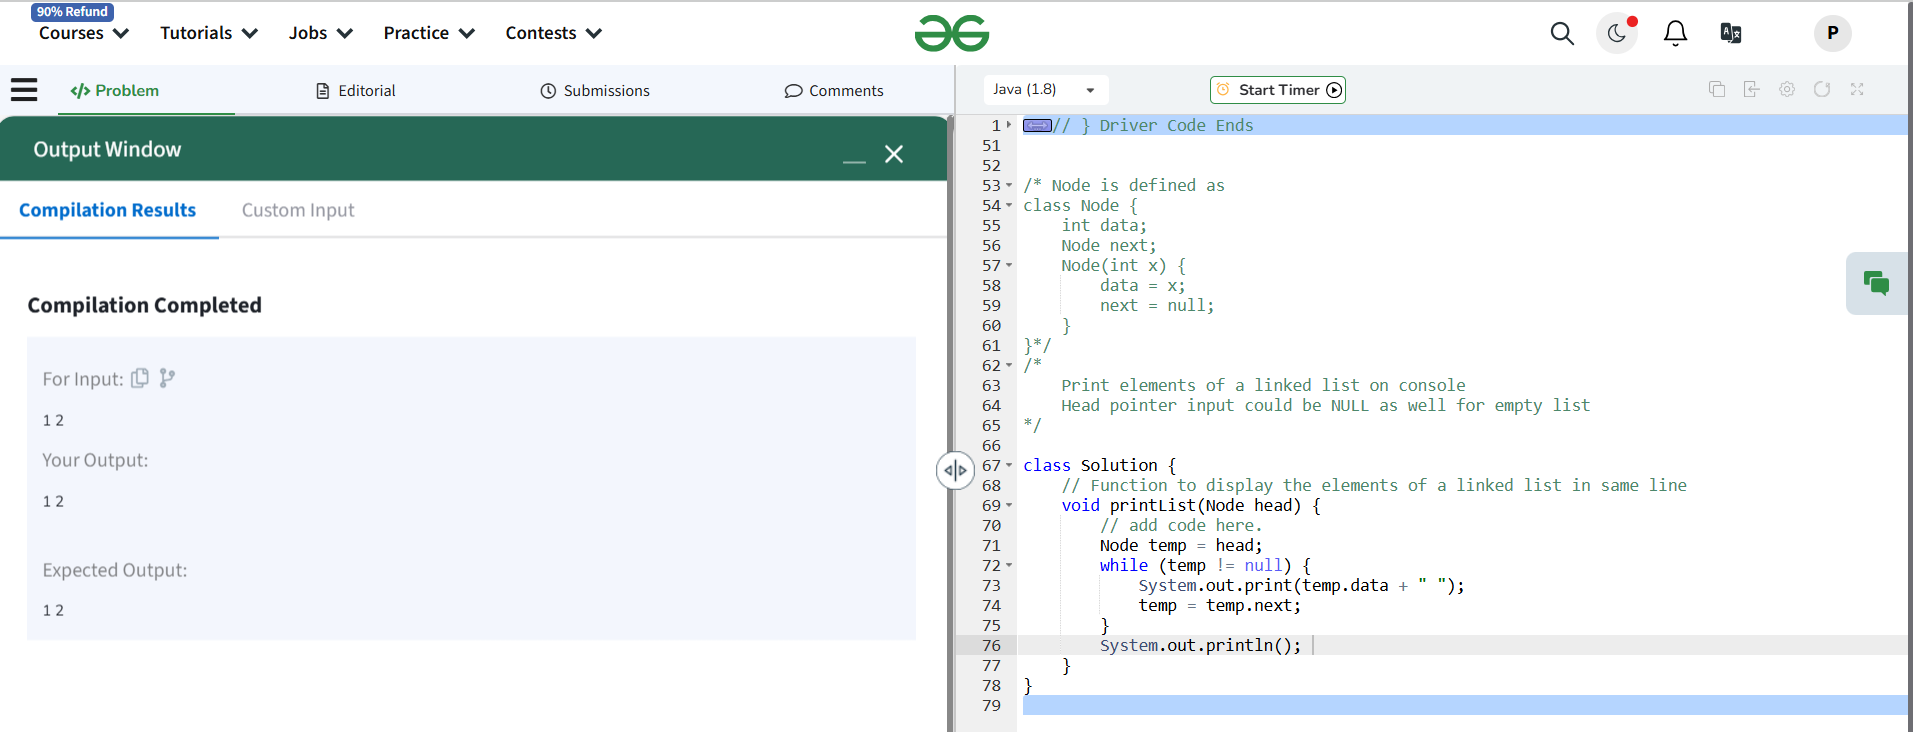 90% Refund
Courses Tutorials Jobs Practice Contests P
Problem Editorial Submissions Comments
Output Window
Compilation Results Custom Input
Compilation Completed
For Input:
1 2
Your Output:
1 2
Expected Output:
1 2
Java (1.8) Start Timer
1 // } Driver Code Ends
51
52
53 /* Node is defined as
54 class Node {
55     int data;
56     Node next;
57     Node(int x) {
58         data = x;
59         next = null;
60     }
61 }*/
62 /*
63     Print elements of a linked list on console
64     Head pointer input could be NULL as well for empty list
65 */
66
67 class Solution {
68     // Function to display the elements of a linked list in same line
69     void printList(Node head) {
70         // add code here.
71         Node temp = head;
72         while (temp != null) {
73             System.out.print(temp.data + " ");
74             temp = temp.next;
75         }
76         System.out.println();
77     }
78 }
79